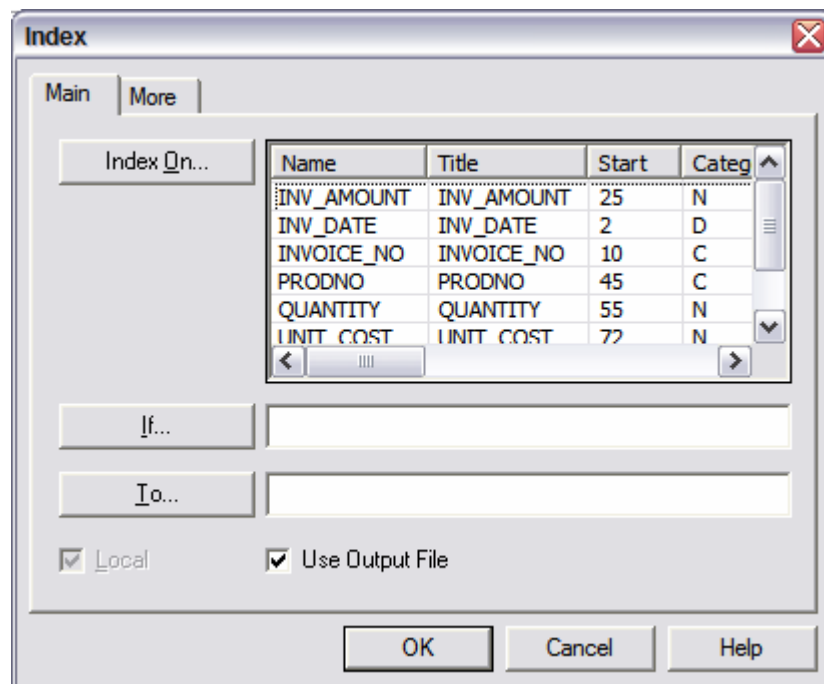 Index
Main More
Index On...
Name Title Start Categ
INV_AMOUNT INV_AMOUNT 25 N
INV_DATE INV_DATE 2 D
INVOICE_NO INVOICE_NO 10 C
PRODNO PRODNO 45 C
QUANTITY QUANTITY 55 N
UNIT_COST UNIT_COST 72 N
If...
To...
Local Use Output File
OK Cancel Help